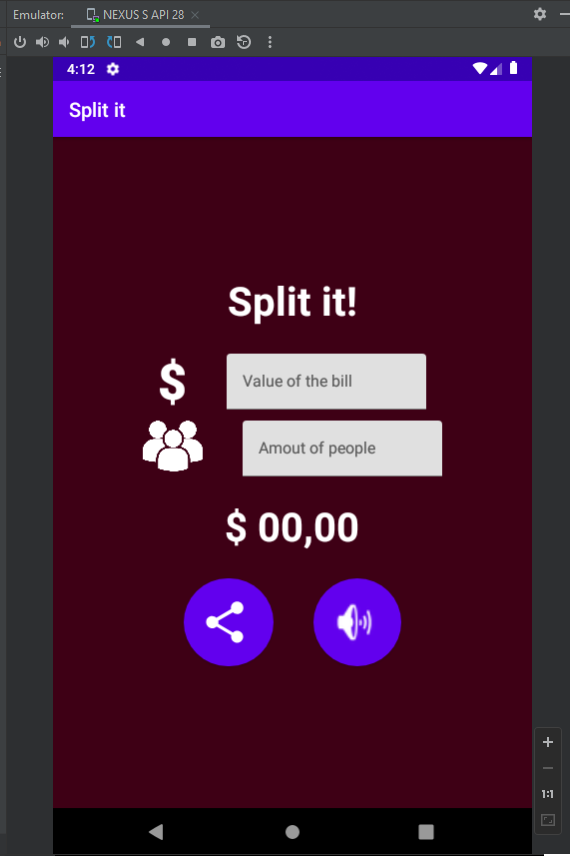 Emulator: NEXUS S API 28
4:12
Split it
Split it!
$ Value of the bill
Amout of people
$ 00,00
1:1